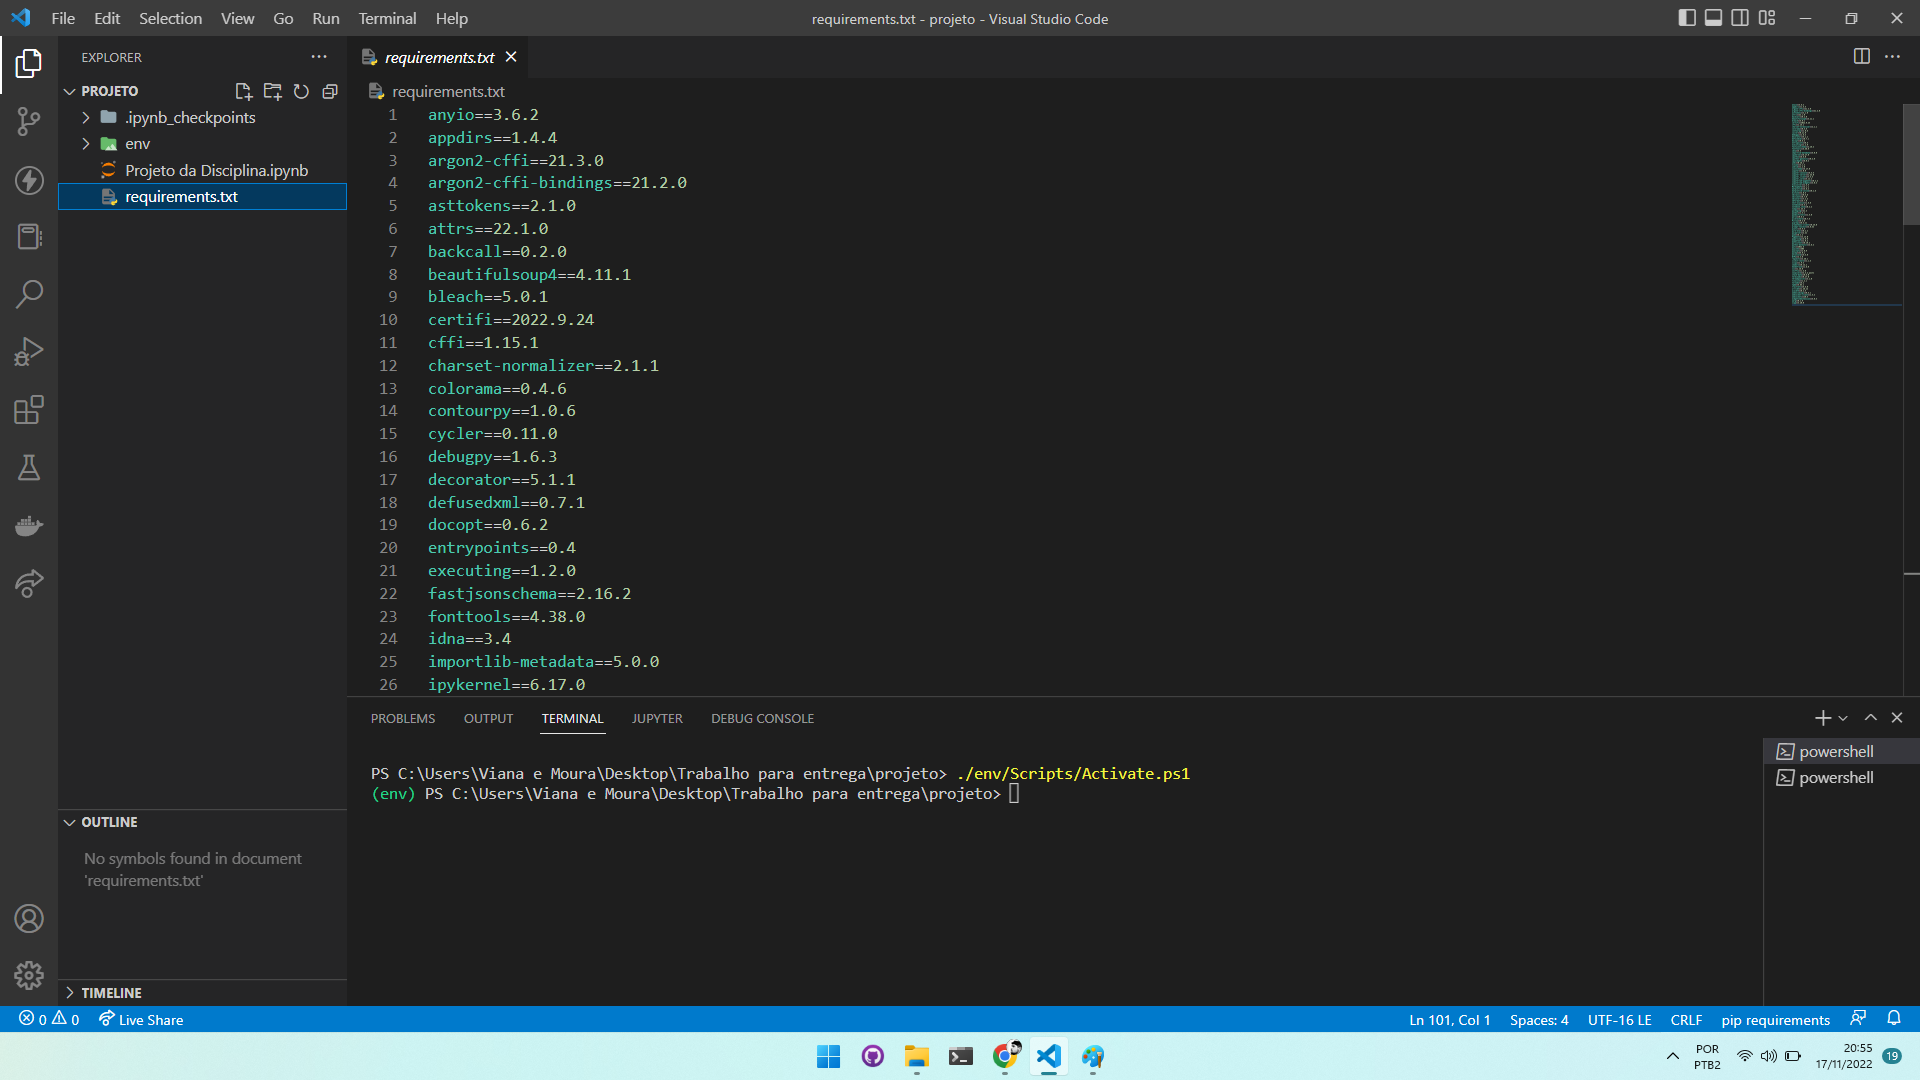 File Edit Selection View Go Run Terminal Help
requirements.txt - projeto - Visual Studio Code
EXPLORER
PROJETO
.ipynb_checkpoints
env
Projeto da Disciplina.ipynb
requirements.txt
OUTLINE
No symbols found in document
'requirements.txt'
TIMELINE
requirements.txt
requirements.txt
1 anyio==3.6.2
2 appdirs==1.4.4
3 argon2-cffi==21.3.0
4 argon2-cffi-bindings==21.2.0
5 asttokens==2.1.0
6 attrs==22.1.0
7 backcall==0.2.0
8 beautifulsoup4==4.11.1
9 bleach==5.0.1
10 certifi==2022.9.24
11 cffi==1.15.1
12 charset-normalizer==2.1.1
13 colorama==0.4.6
14 contourpy==1.0.6
15 cycler==0.11.0
16 debugpy==1.6.3
17 decorator==5.1.1
18 defusedxml==0.7.1
19 docopt==0.6.2
20 entrypoints==0.4
21 executing==1.2.0
22 fastjsonschema==2.16.2
23 fonttools==4.38.0
24 idna==3.4
25 importlib-metadata==5.0.0
26 ipykernel==6.17.0
PROBLEMS OUTPUT TERMINAL JUPYTER DEBUG CONSOLE
PS C:\Users\Viana e Moura\Desktop\Trabalho para entrega\projeto> ./env/Scripts/Activate.ps1
(env) PS C:\Users\Viana e Moura\Desktop\Trabalho para entrega\projeto>
powershell
powershell
0 0 Live Share
Ln 101, Col 1 Spaces: 4 UTF-16 LE CRLF pip requirements
POR
PTB2
20:55
17/11/2022
19